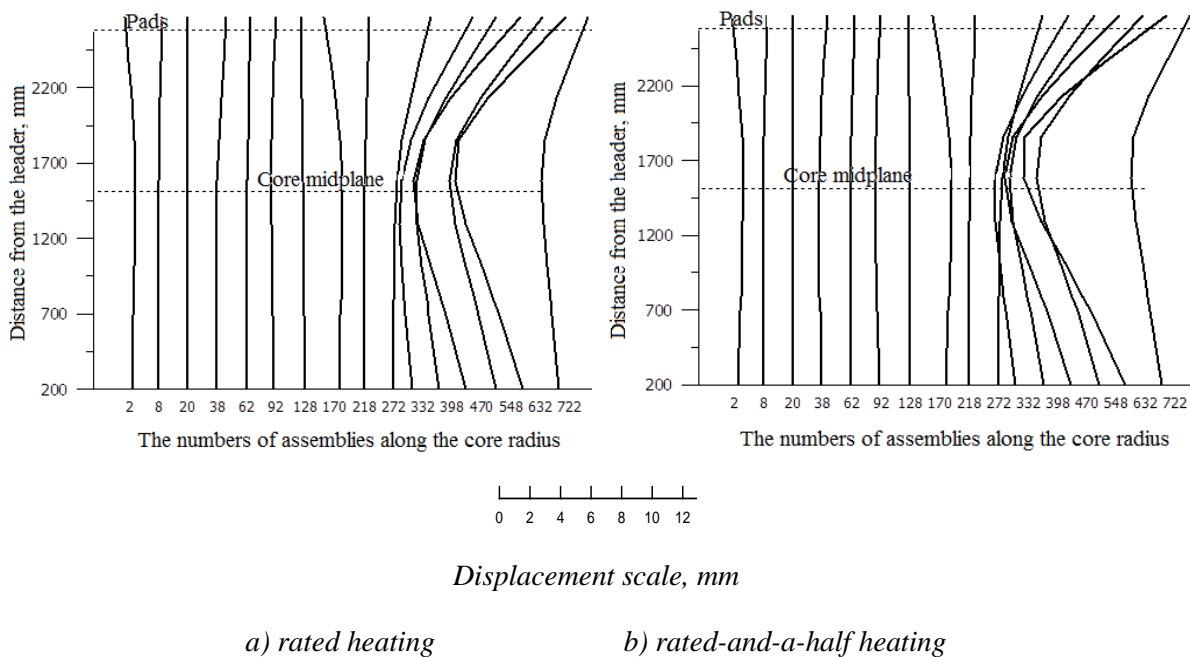 Pads
Distance from the header, mm
2200
1700
Core midplane
1200
700
200
2 8 20 38 62 92 128 170 218 272 332 398 470 548 632 722
The numbers of assemblies along the core radius
Pads
Distance from the header, mm
2200
1700
Core midplane
1200
700
200
2 8 20 38 62 92 128 170 218 272 332 398 470 548 632 722
The numbers of assemblies along the core radius
0 2 4 6 8 10 12
Displacement scale, mm
a) rated heating
b) rated-and-a-half heating